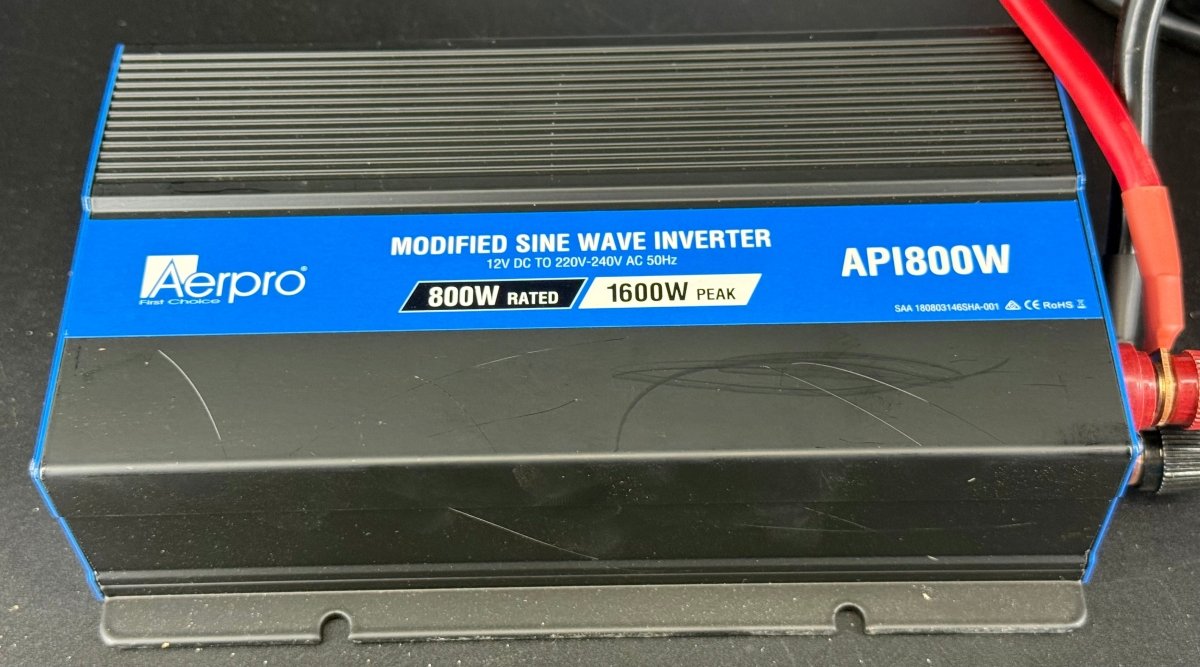 Aerpro®
First Choice
MODIFIED SINE WAVE INVERTER
12V DC TO 220V-240V AC 50Hz
800W RATED
1600W PEAK
API800W
SAA 180803146SHA-001 CE RoHS